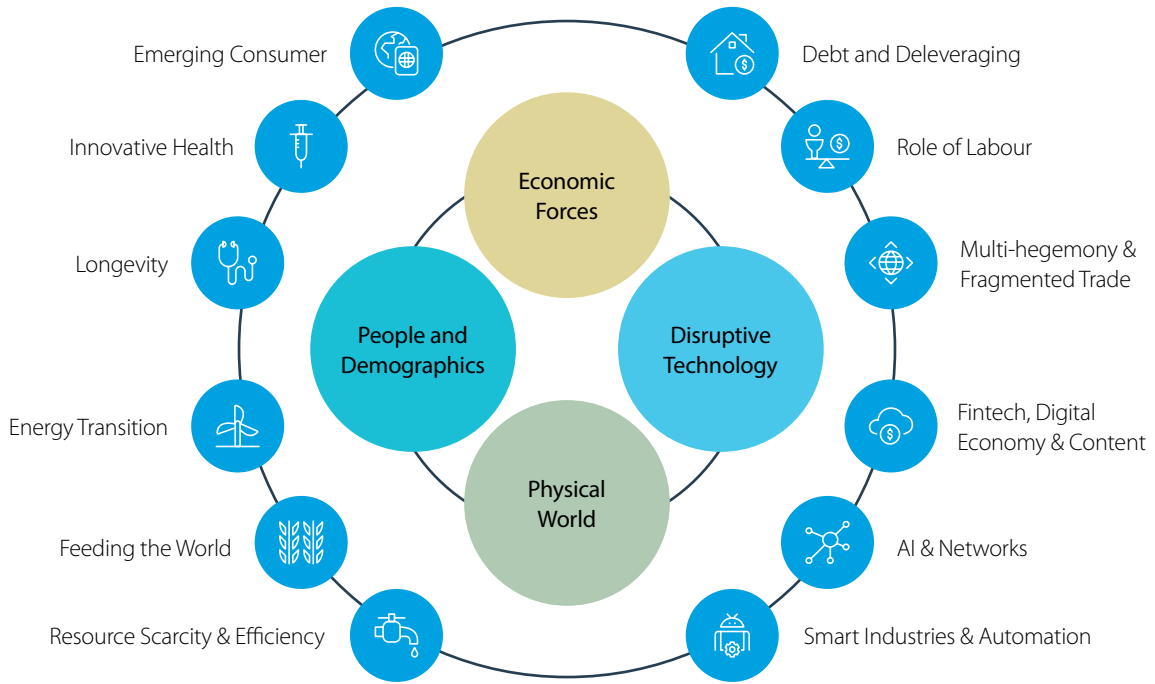 Emerging Consumer
Debt and Deleveraging
Innovative Health
Role of Labour
Economic
Forces
Longevity
Multi-hegemony &
Fragmented Trade
People and
Demographics
Disruptive
Technology
Energy Transition
Fintech, Digital
Economy & Content
Physical
World
Feeding the World
AI & Networks
Resource Scarcity & Efficiency
Smart Industries & Automation